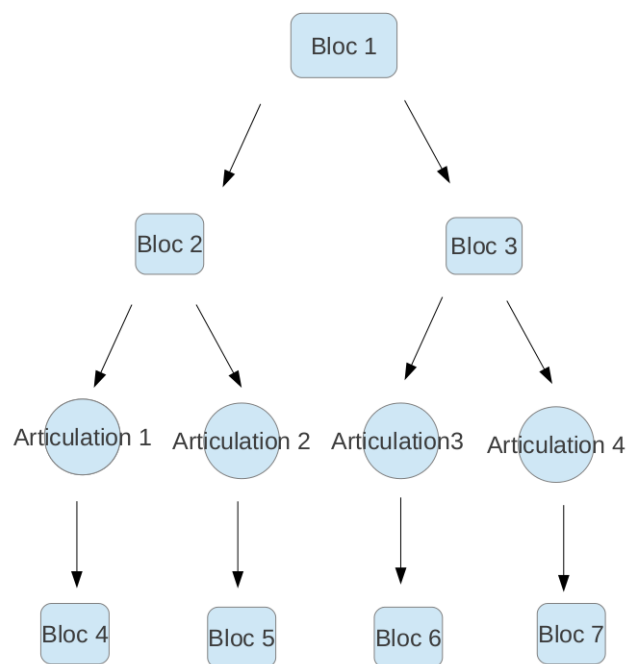 Bloc 1
Bloc 2
Bloc 3
Articulation 1
Articulation 2
Articulation3
Articulation 4
Bloc 4
Bloc 5
Bloc 6
Bloc 7